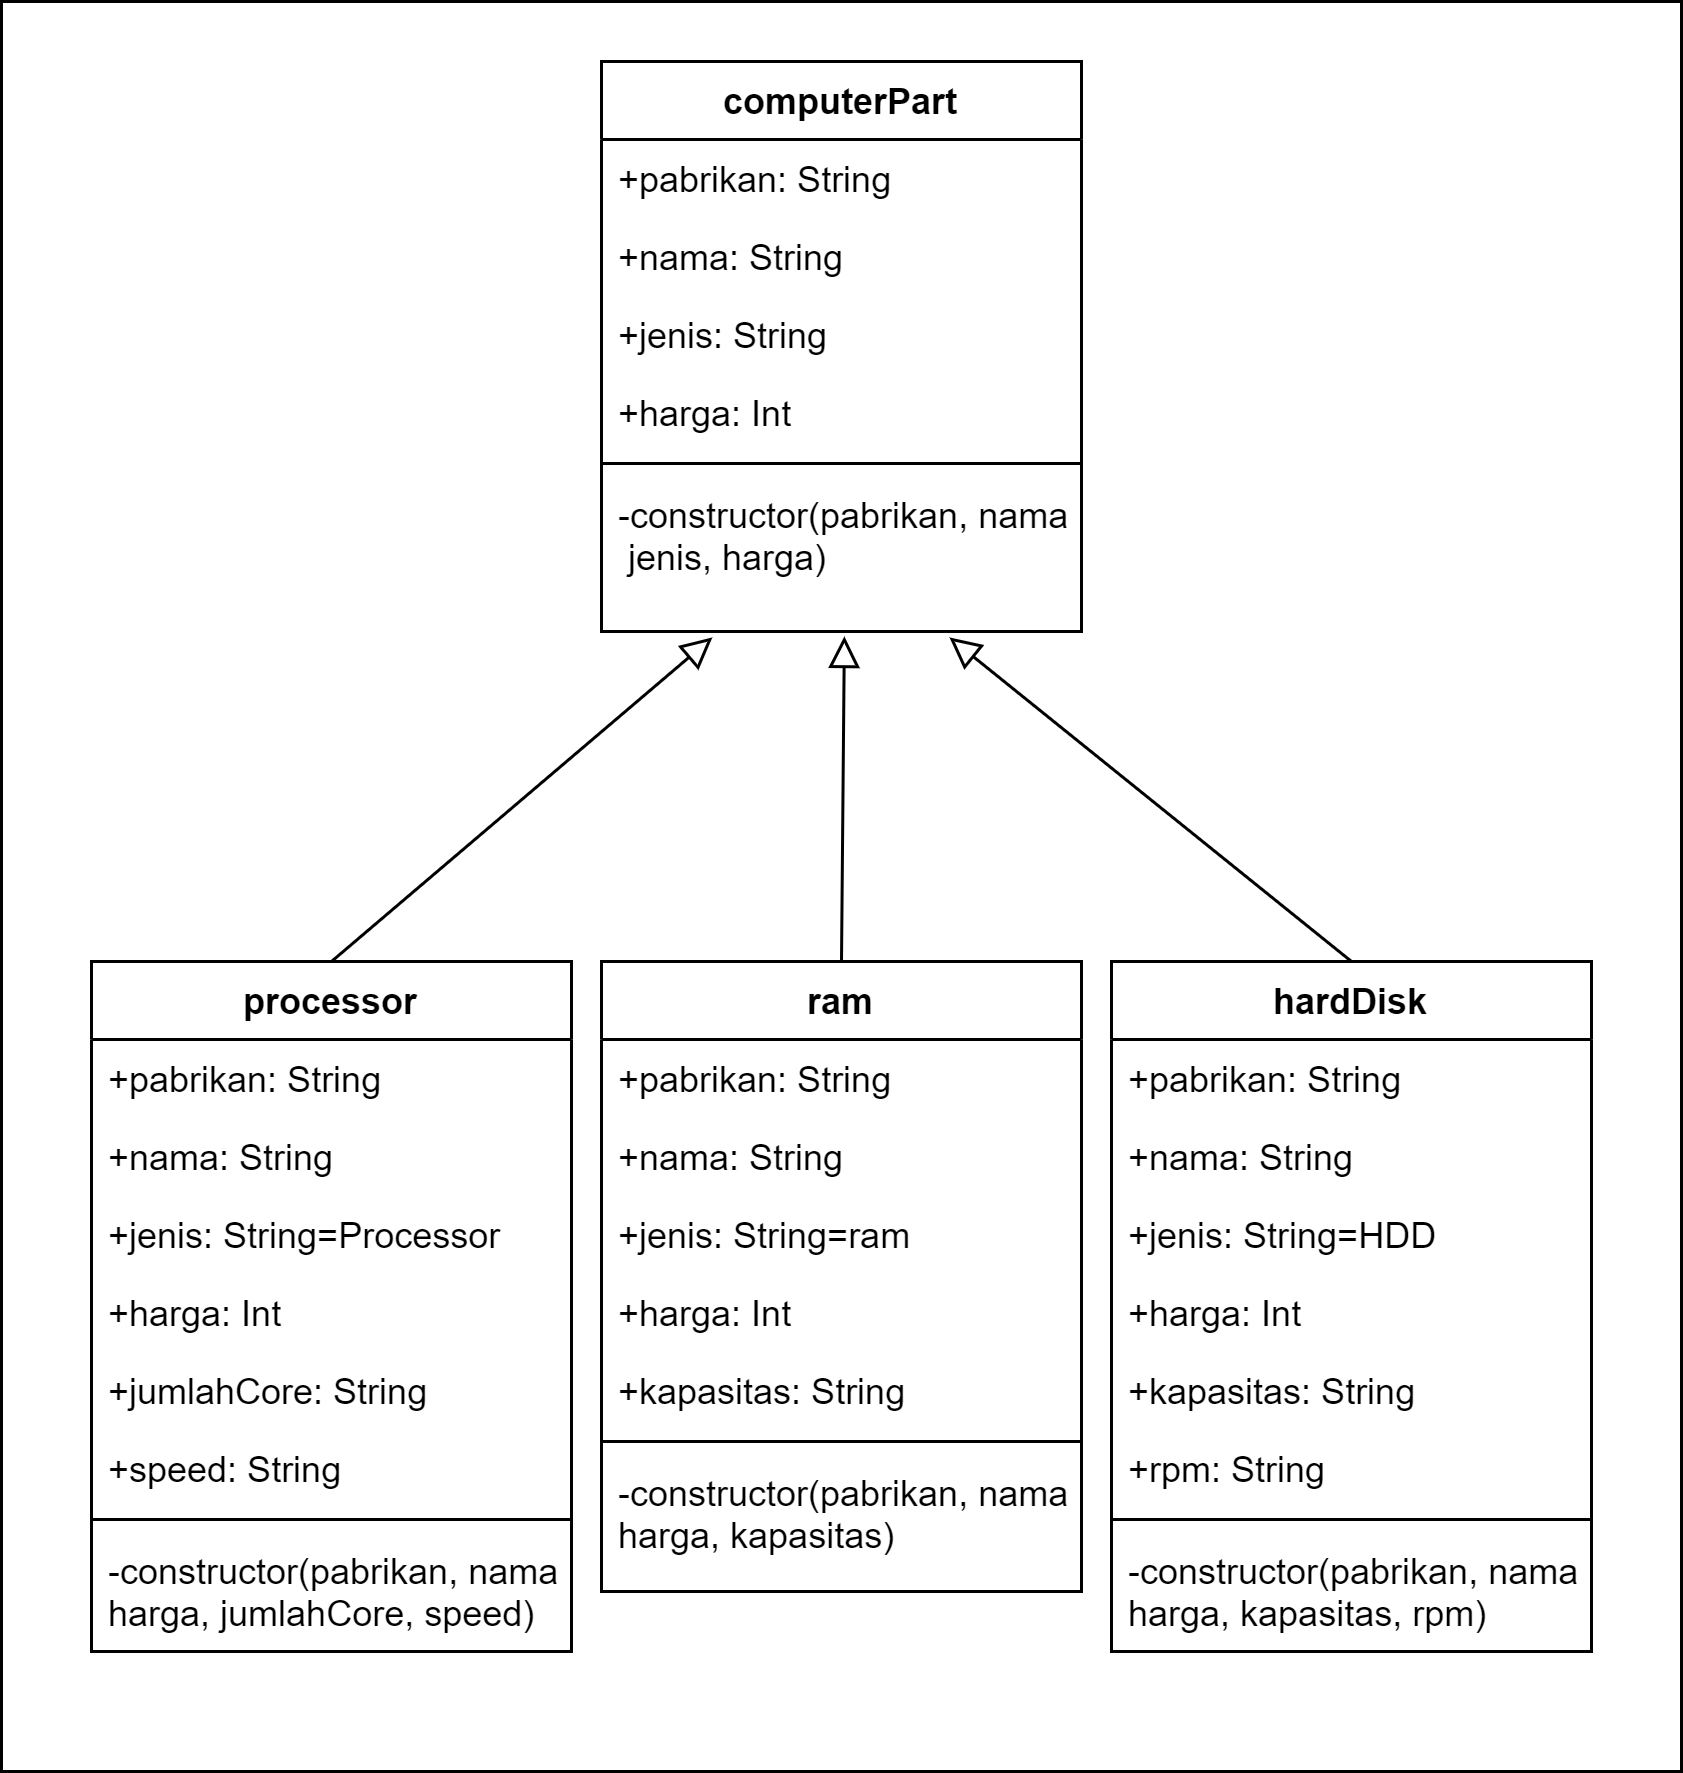 computerPart
+pabrikan: String
+nama: String
+jenis: String
+harga: Int
-constructor(pabrikan, nama
jenis, harga)
processor
+pabrikan: String
+nama: String
+jenis: String=Processor
+harga: Int
+jumlahCore: String
+speed: String
-constructor(pabrikan, nama
harga, jumlahCore, speed)
ram
+pabrikan: String
+nama: String
+jenis: String=ram
+harga: Int
+kapasitas: String
-constructor(pabrikan, nama
harga, kapasitas)
hardDisk
+pabrikan: String
+nama: String
+jenis: String=HDD
+harga: Int
+kapasitas: String
+rpm: String
-constructor(pabrikan, nama
harga, kapasitas, rpm)